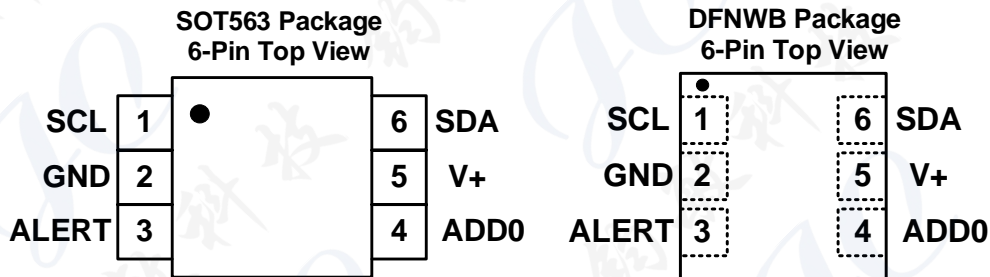 SOT563 Package
6-Pin Top View
SCL 1 6 SDA
GND 2 5 V+
ALERT 3 4 ADD0
DFNWB Package
6-Pin Top View
SCL 1 6 SDA
GND 2 5 V+
ALERT 3 4 ADD0